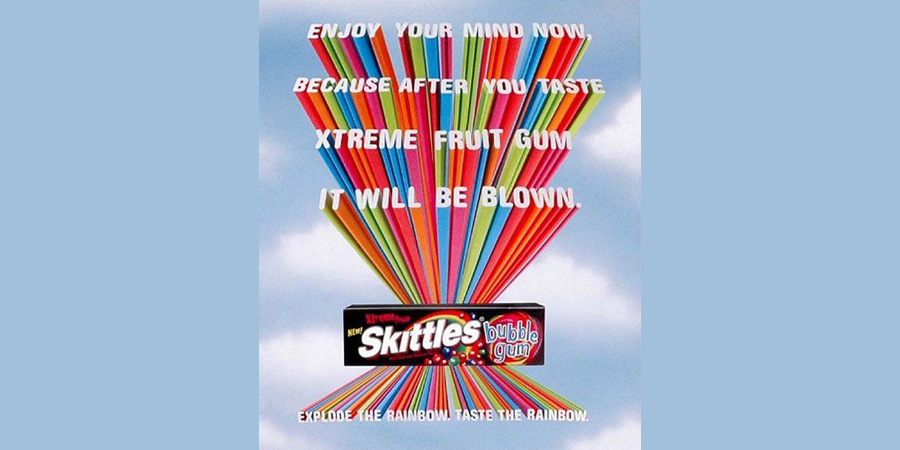 ENJOY YOUR MIND NOW,
BECAUSE AFTER YOU TASTE
XTREME FRUIT GUM
IT WILL BE BLOWN.
Xtremefruit
NEW!
Skittles
bubble
gum
EXPLODE THE RAINBOW. TASTE THE RAINBOW.